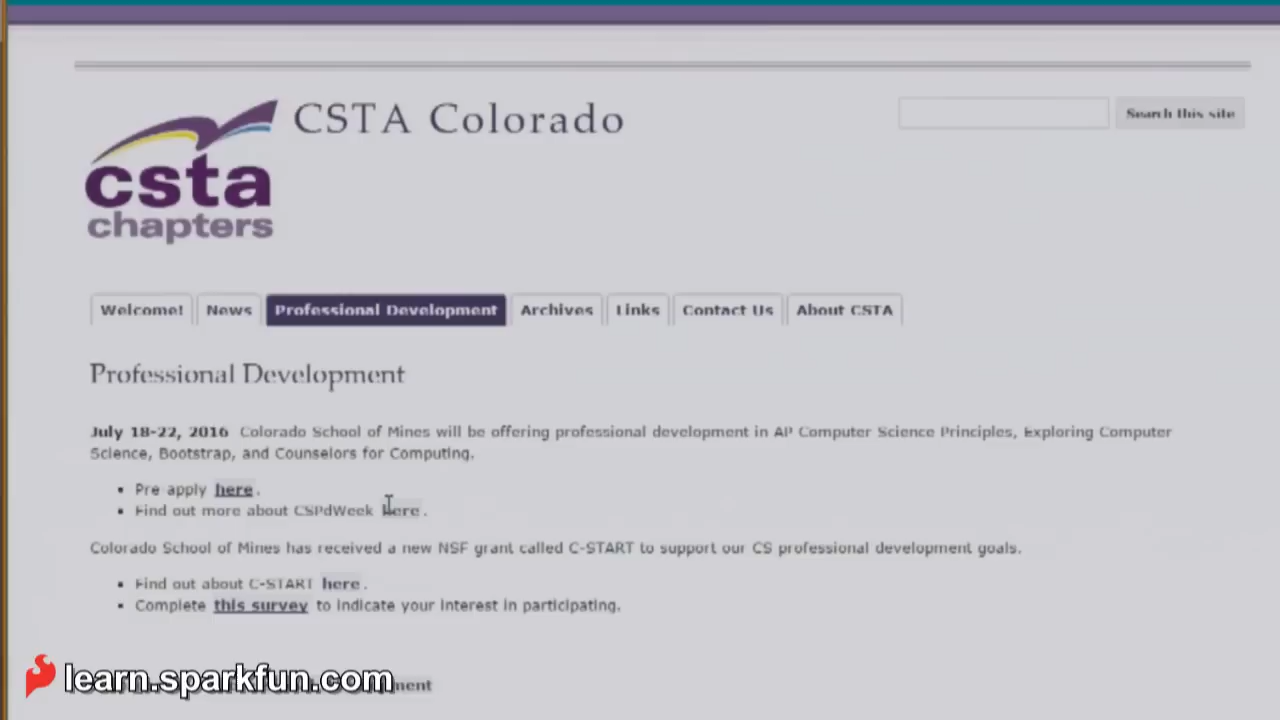 CSTA Colorado
Search this site
csta
chapters
Welcome! News Professional Development Archives Links Contact Us About CSTA
Professional Development
July 18-22, 2016 Colorado School of Mines will be offering professional development in AP Computer Science Principles, Exploring Computer
Science, Bootstrap, and Counselors for Computing.
Pre apply here.
Find out more about CSPdWeek here.
Colorado School of Mines has received a new NSF grant called C-START to support our CS professional development goals.
Find out about C-START here.
Complete this survey to indicate your interest in participating.
learn.sparkfun.com